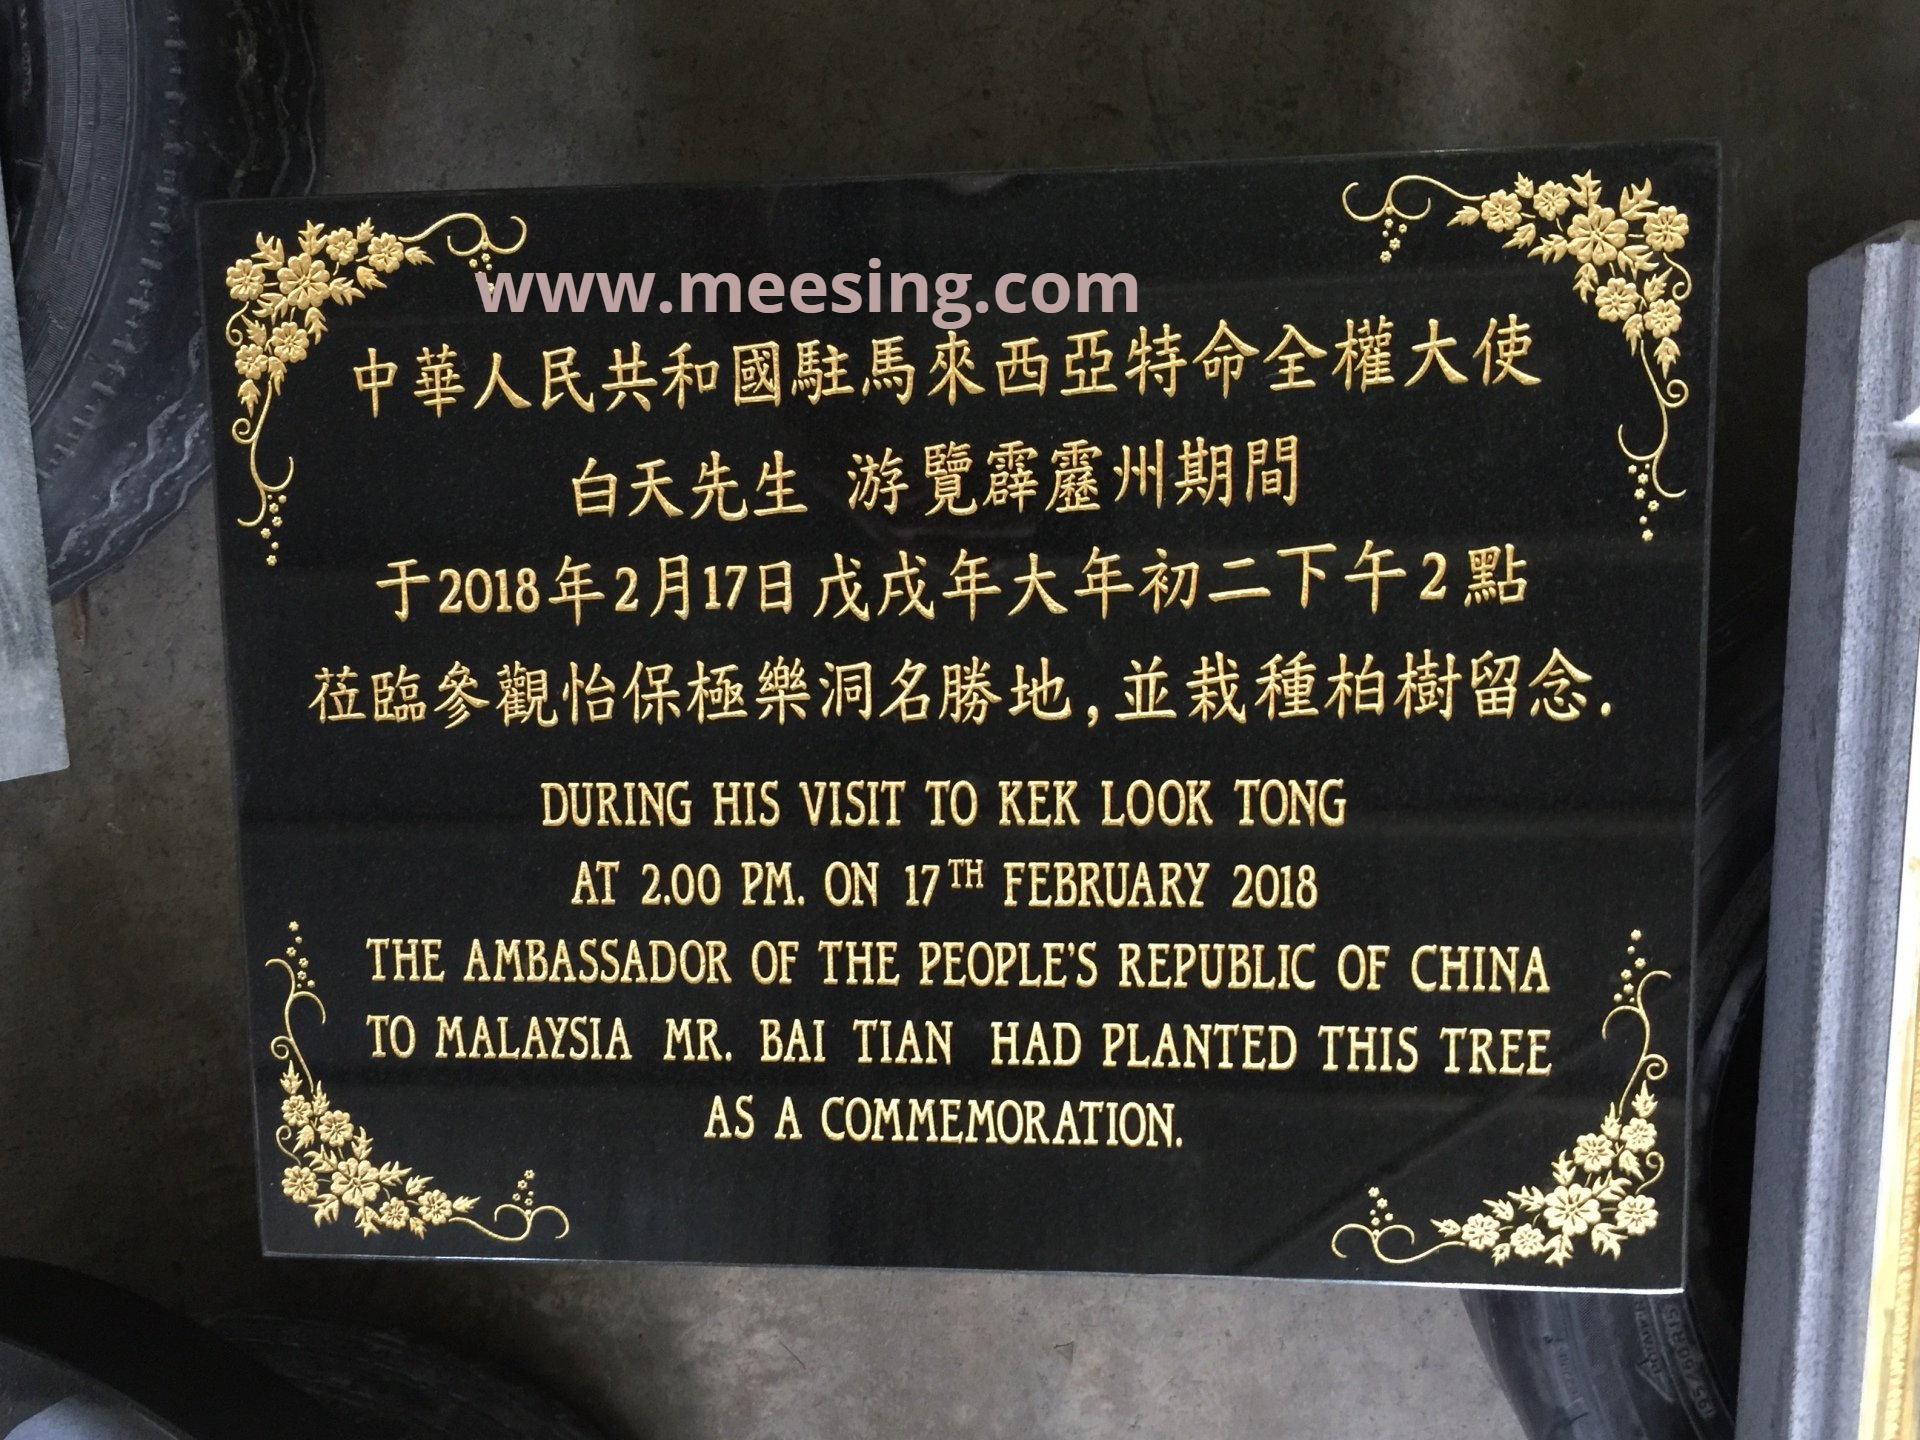 www.meesing.com
中華人民共和國駐馬來西亞特命全權大使
白天先生 游覽霹靂州期間
于2018年2月17日戊戌年大年初二下午2點
莅臨參觀怡保極樂洞名勝地,並栽種柏樹留念.
DURING HIS VISIT TO KEK LOOK TONG
AT 2.00 PM. ON 17TH FEBRUARY 2018
THE AMBASSADOR OF THE PEOPLE'S REPUBLIC OF CHINA
TO MALAYSIA MR. BAI TIAN HAD PLANTED THIS TREE
AS A COMMEMORATION.